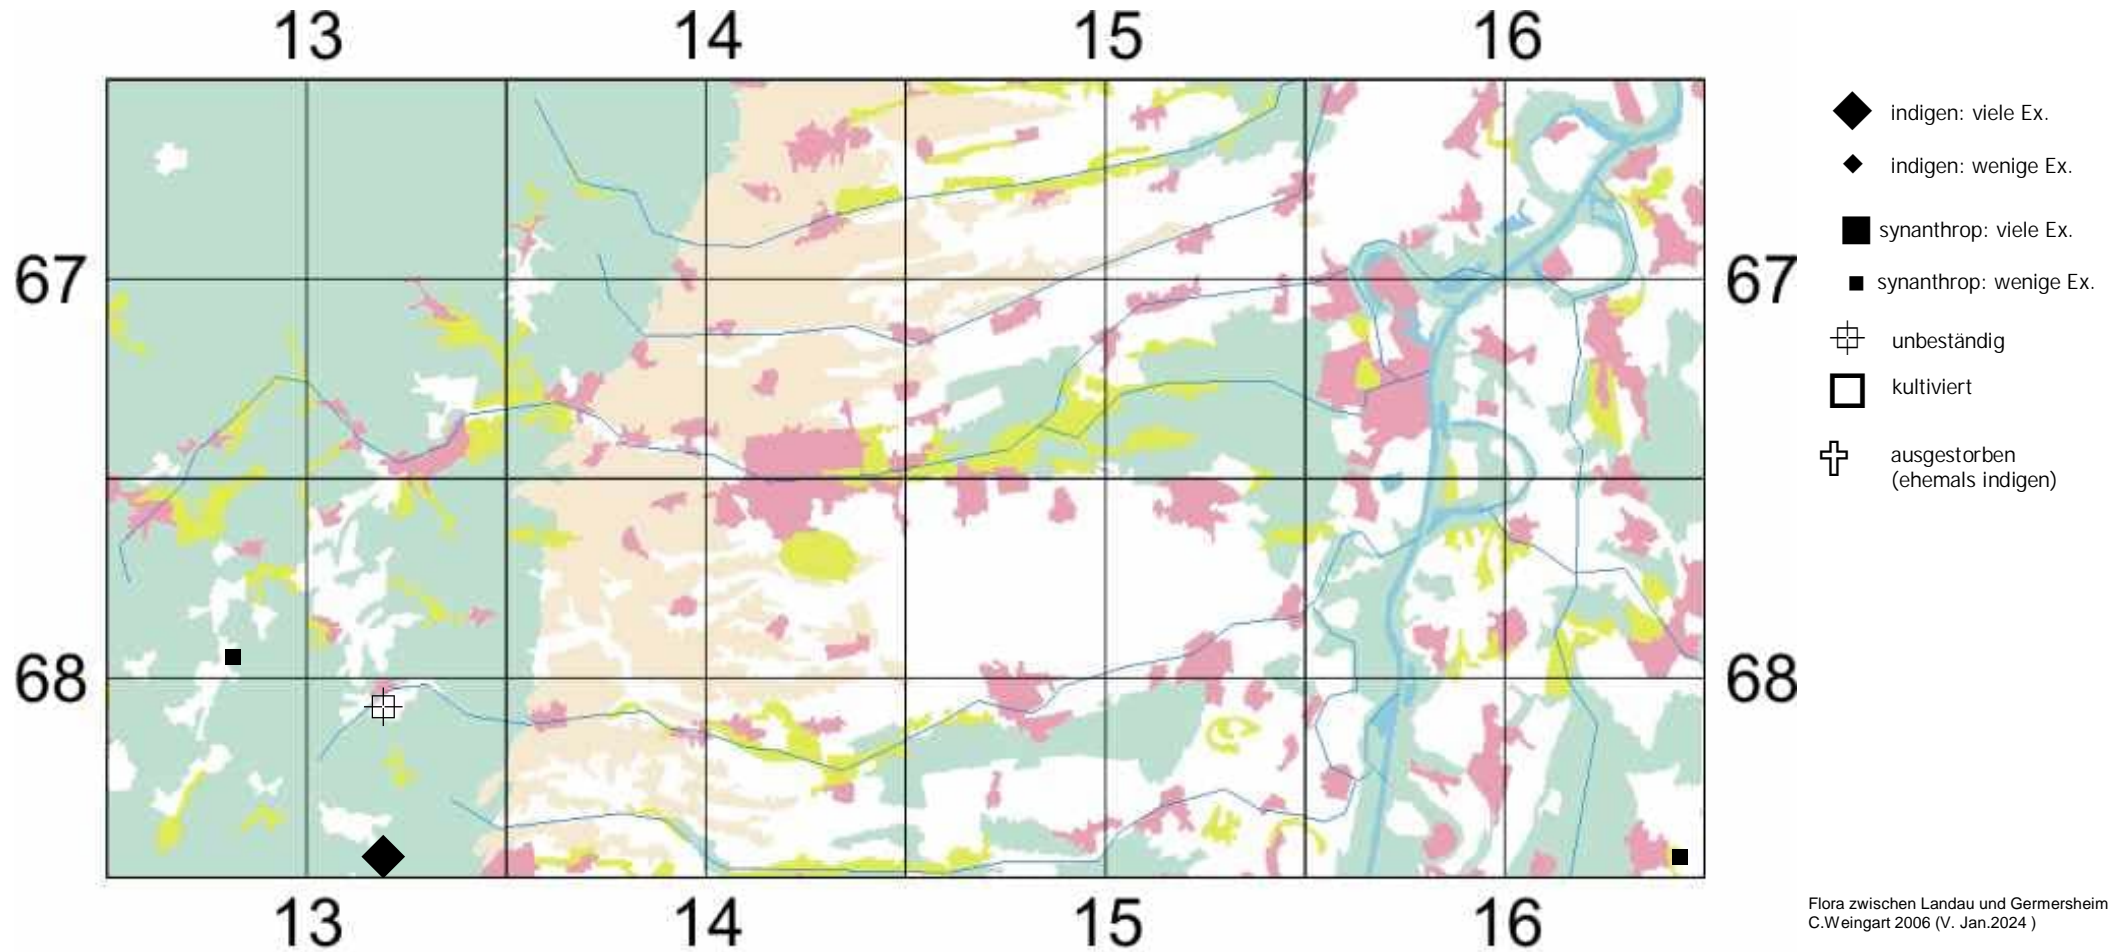 13 14 15 16
67 67
68 68
13 14 15 16
indigen: viele Ex.
indigen: wenige Ex.
synanthrop: viele Ex.
synanthrop: wenige Ex.
unbeständig
kultiviert
ausgestorben
(ehemals indigen)
Flora zwischen Landau und Germersheim
C.Weingart 2006 (V. Jan.2024 )